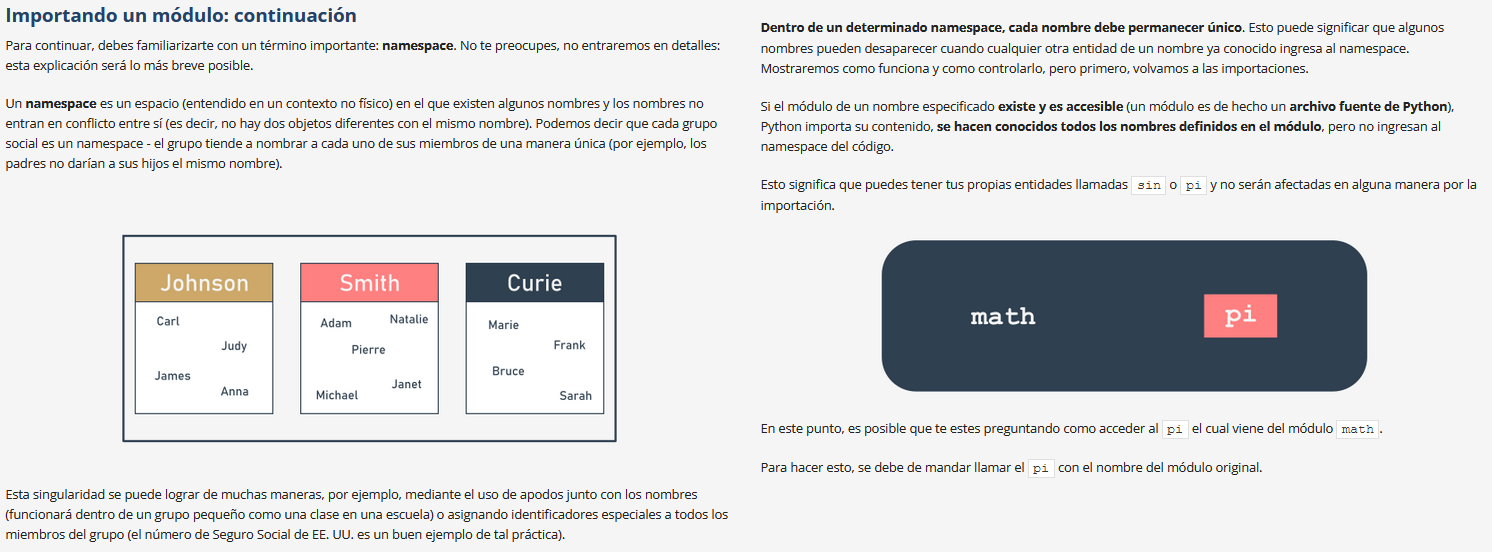 Importando un módulo: continuación
Para continuar, debes familiarizarte con un término importante: namespace. No te preocupes, no entraremos en detalles:
esta explicación será lo más breve posible.
Un namespace es un espacio (entendido en un contexto no físico) en el que existen algunos nombres y los nombres no
entran en conflicto entre sí (es decir, no hay dos objetos diferentes con el mismo nombre). Podemos decir que cada grupo
social es un namespace - el grupo tiende a nombrar a cada uno de sus miembros de una manera única (por ejemplo, los
padres no darían a sus hijos el mismo nombre).
Johnson
Carl
Judy
James
Anna
Smith
Adam
Natalie
Pierre
Janet
Michael
Curie
Marie
Frank
Bruce
Sarah
Esta singularidad se puede lograr de muchas maneras, por ejemplo, mediante el uso de apodos junto con los nombres
(funcionará dentro de un grupo pequeño como una clase en una escuela) o asignando identificadores especiales a todos los
miembros del grupo (el número de Seguro Social de EE. UU. es un buen ejemplo de tal práctica).
Dentro de un determinado namespace, cada nombre debe permanecer único. Esto puede significar que algunos
nombres pueden desaparecer cuando cualquier otra entidad de un nombre ya conocido ingresa al namespace.
Mostraremos como funciona y como controlarlo, pero primero, volvamos a las importaciones.
Si el módulo de un nombre especificado existe y es accesible (un módulo es de hecho un archivo fuente de Python),
Python importa su contenido, se hacen conocidos todos los nombres definidos en el módulo, pero no ingresan al
namespace del código.
Esto significa que puedes tener tus propias entidades llamadas sin o pi y no serán afectadas en alguna manera por la
importación.
math pi
En este punto, es posible que te estes preguntando como acceder al pi el cual viene del módulo math.
Para hacer esto, se debe de mandar llamar el pi con el nombre del módulo original.